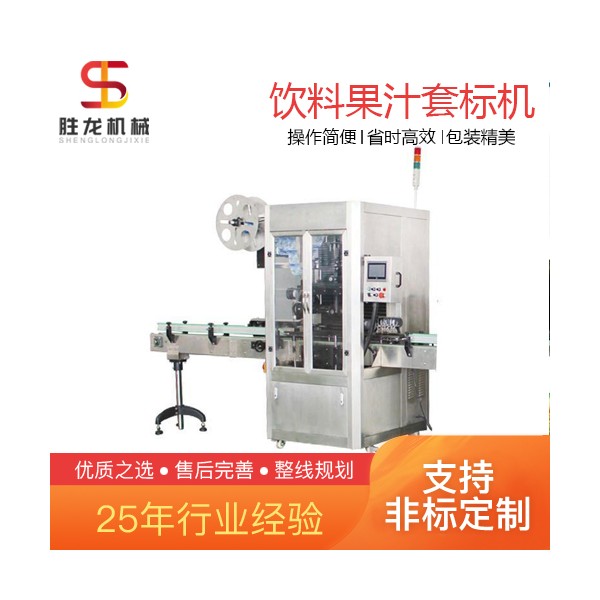 胜龙机械
SHENGLONGJIXIE
饮料果汁套标机
操作简便|省时高效|包装精美
优质之选●售后完善●整线规划
25年行业经验
支持
非标定制